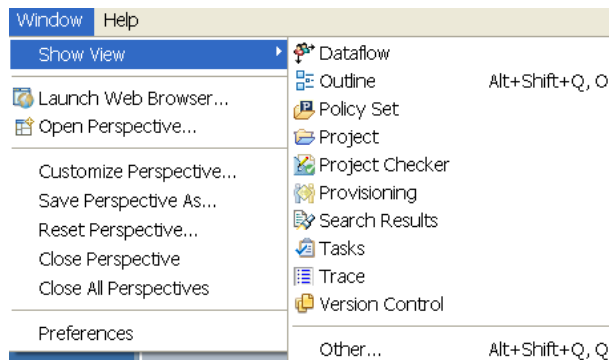 Window Help
Show View
Launch Web Browser...
Open Perspective...
Customize Perspective...
Save Perspective As...
Reset Perspective...
Close Perspective
Close All Perspectives
Preferences
Dataflow
Outline Alt+Shift+Q, O
Policy Set
Project
Project Checker
Provisioning
Search Results
Tasks
Trace
Version Control
Other... Alt+Shift+Q, Q